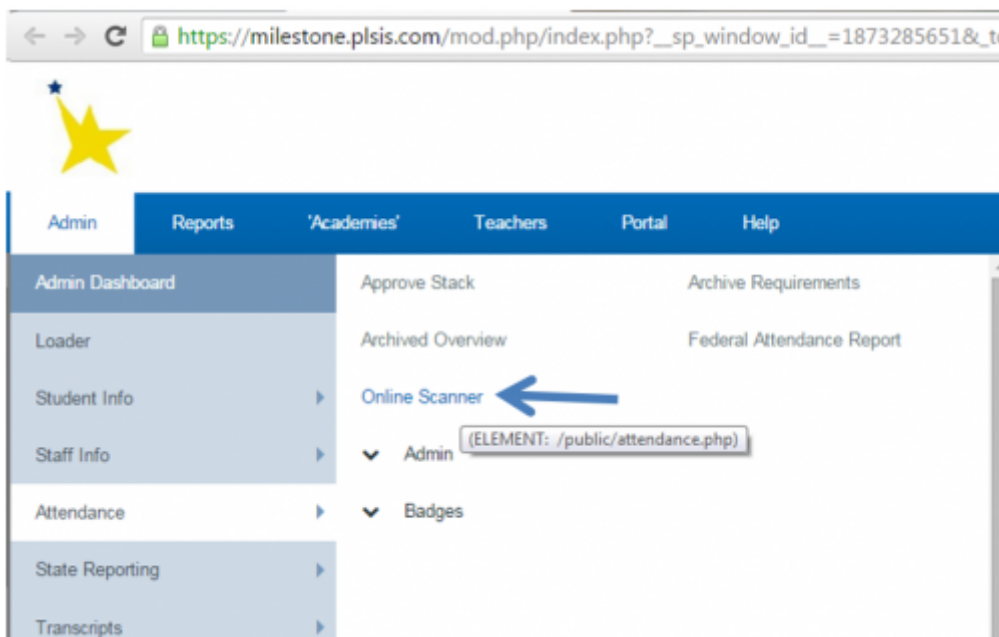 https://milestone.plsis.com/mod.php/index.php?__sp_window_id__=1873285651&_t
Admin Reports 'Academies' Teachers Portal Help
Admin Dashboard Approve Stack Archive Requirements
Loader Archived Overview Federal Attendance Report
Student Info Online Scanner
(ELEMENT: /public/attendance.php)
Staff Info Admin
Attendance Badges
State Reporting
Transcripts